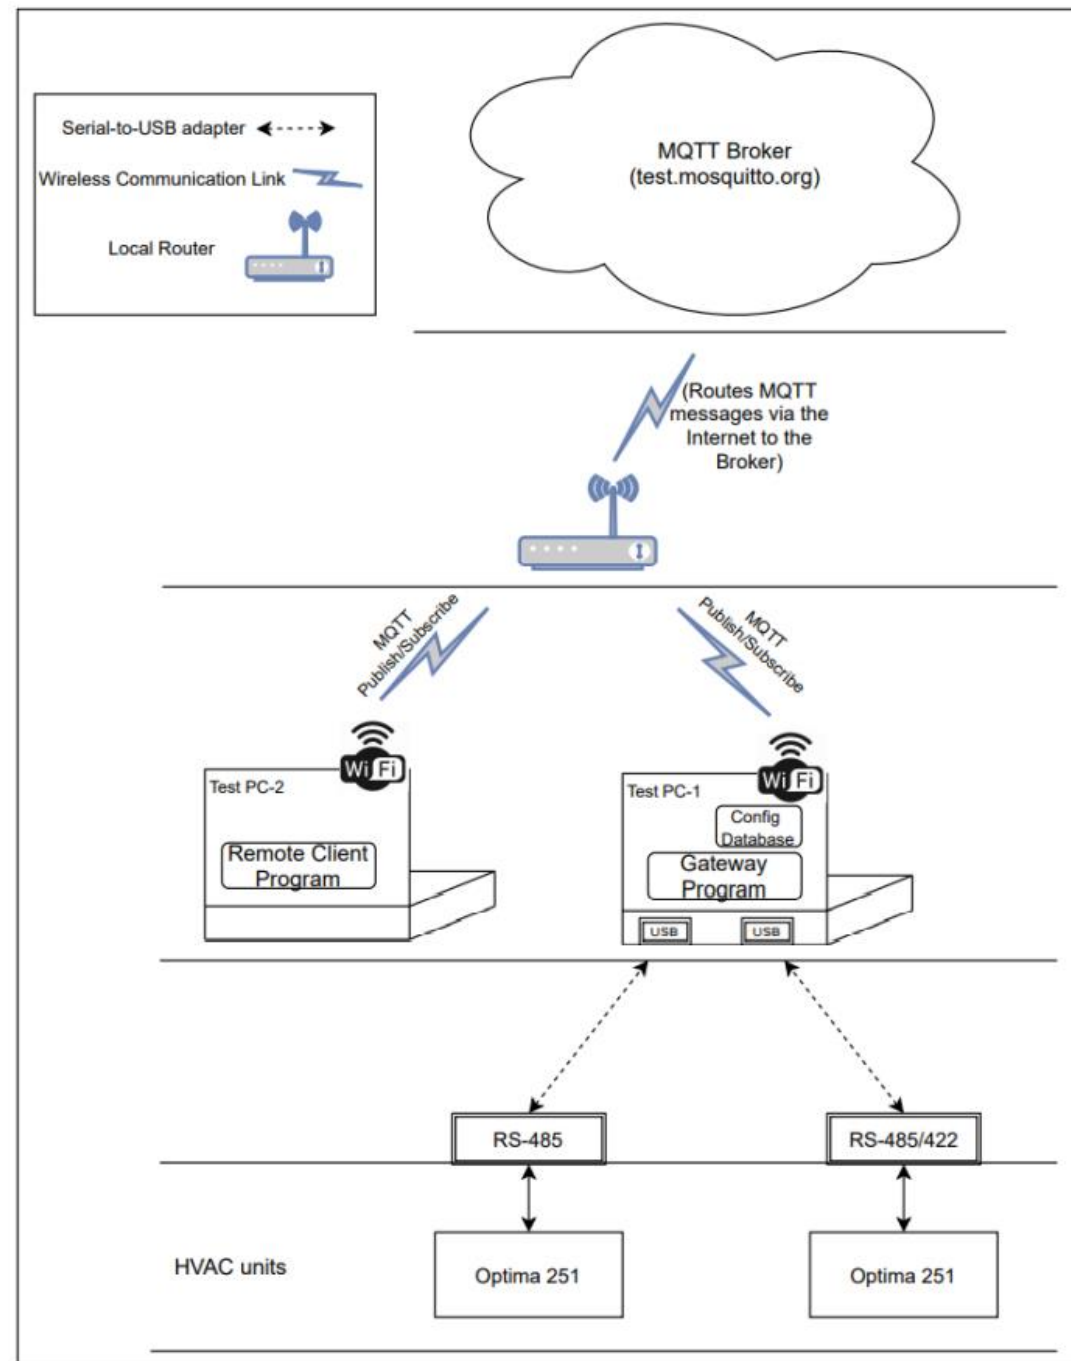 MQTT Broker
(test.mosquitto.org)
Serial-to-USB adapter
Wireless Communication Link
Local Router
(Routes MQTT
messages via the
Internet to the
Broker)
MQTT
Publish/Subscribe
MQTT
Publish/Subscribe
Wi Fi
Test PC-2
Remote Client
Program
Wi Fi
Test PC-1
Config
Database
Gateway
Program
USB
USB
RS-485
RS-485/422
HVAC units
Optima 251
Optima 251